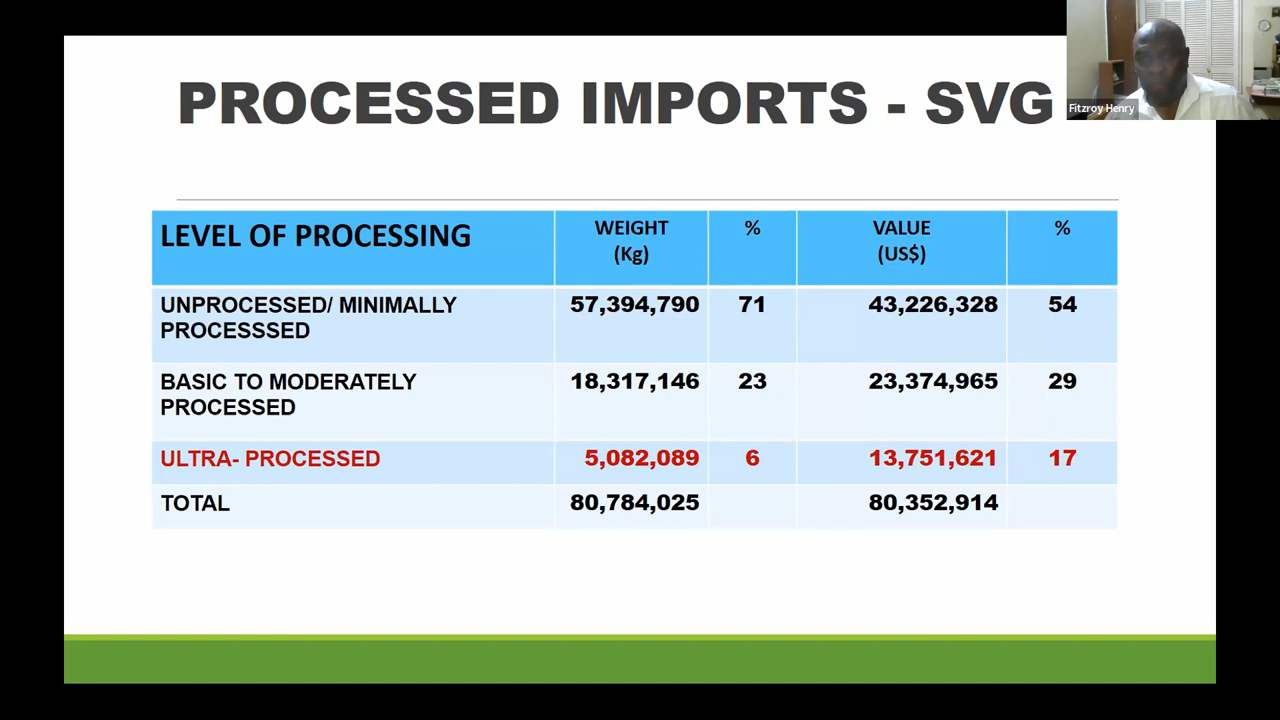 PROCESSED IMPORTS - SVG
Fitzroy Henry
LEVEL OF PROCESSING
WEIGHT
(Kg)
%
VALUE
(US$)
%
UNPROCESSED/ MINIMALLY
PROCESSSED
57,394,790
71
43,226,328
54
BASIC TO MODERATELY
PROCESSED
18,317,146
23
23,374,965
29
ULTRA- PROCESSED
5,082,089
6
13,751,621
17
TOTAL
80,784,025
80,352,914